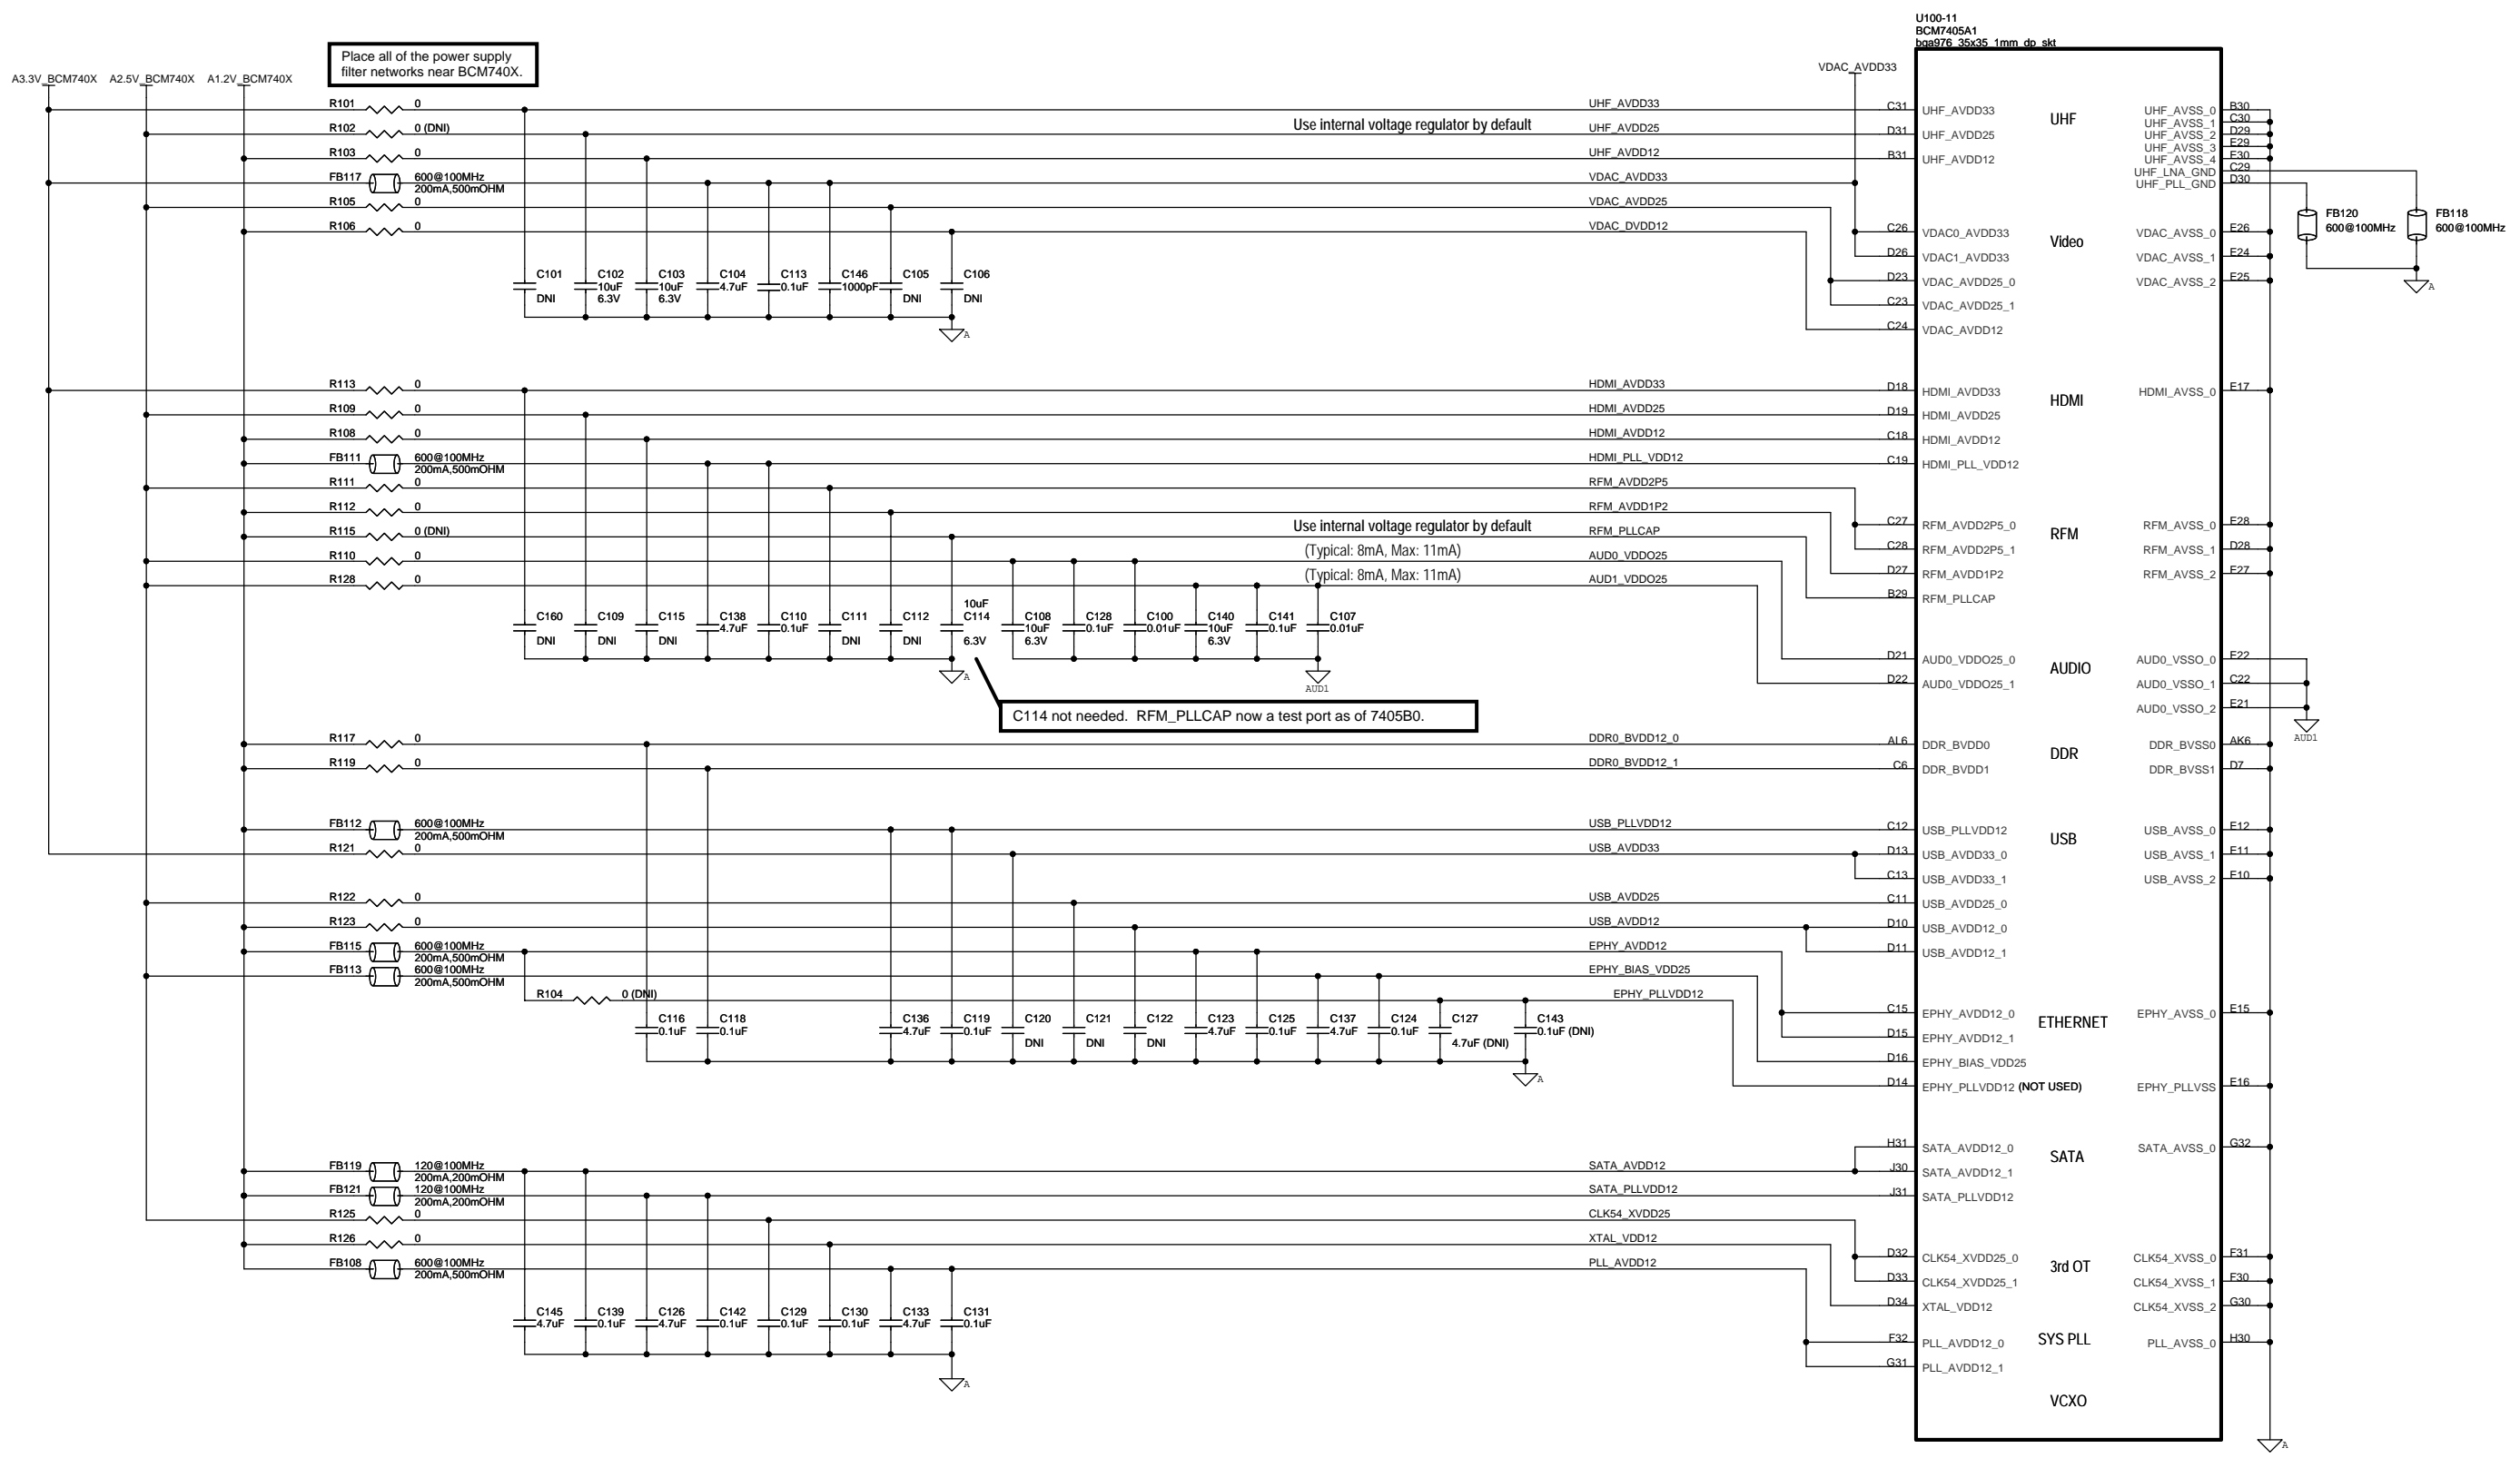 U100-11
BCM7405A1
bga976_35x35_1mm_dp_skt
Place all of the power supply
filter networks near BCM740X.
A3.3V_BCM740X A2.5V_BCM740X A1.2V_BCM740X
VDAC_AVDD33
R101 0 UHF_AVDD33 C31 UHF_AVDD33
R102 0 (DNI) Use internal voltage regulator by default UHF_AVDD25 D31 UHF_AVDD25
R103 0 UHF_AVDD12 B31 UHF_AVDD12
UHF
FB117 600@100MHz VDAC_AVDD33
200mA,500mOHM
R105 0 VDAC_AVDD25
R106 0 VDAC_DVDD12
UHF_AVSS_0 B30
UHF_AVSS_1 C30
UHF_AVSS_2 D29
UHF_AVSS_3 E29
UHF_AVSS_4 F30
UHF_LNA_GND C29
UHF_PLL_GND D30
FB120
600@100MHz
FB118
600@100MHz
A
C26 VDAC0_AVDD33 Video VDAC_AVSS_0 E26
D26 VDAC1_AVDD33 VDAC_AVSS_1 E24
D23 VDAC_AVDD25_0 VDAC_AVSS_2 E25
C23 VDAC_AVDD25_1
C24 VDAC_AVDD12
C101 C102 C103 C104 C113 C146 C105 C106
DNI 10uF 10uF 4.7uF 0.1uF 1000pF DNI DNI
6.3V 6.3V
A
R113 0 HDMI_AVDD33 D18 HDMI_AVDD33 HDMI HDMI_AVSS_0 E17
R109 0 HDMI_AVDD25 D19 HDMI_AVDD25
R108 0 HDMI_AVDD12 C18 HDMI_AVDD12
FB111 600@100MHz HDMI_PLL_VDD12 C19 HDMI_PLL_VDD12
200mA,500mOHM
R111 0 RFM_AVDD2P5
R112 0 RFM_AVDD1P2
R115 0 (DNI) Use internal voltage regulator by default RFM_PLLCAP
R110 0 (Typical: 8mA, Max: 11mA) AUD0_VDDO25
R128 0 (Typical: 8mA, Max: 11mA) AUD1_VDDO25
C27 RFM_AVDD2P5_0 RFM RFM_AVSS_0 E28
C28 RFM_AVDD2P5_1 RFM_AVSS_1 D28
D27 RFM_AVDD1P2 RFM_AVSS_2 E27
B29 RFM_PLLCAP
C160 C109 C115 C138 C110 C111 C112 10uF C114 C108 C128 C100 C140 C141 C107
DNI DNI DNI 4.7uF 0.1uF DNI DNI 6.3V 10uF 0.1uF 0.01uF 10uF 0.1uF 0.01uF
6.3V 6.3V
A AUD1
D21 AUD0_VDDO25_0 AUDIO AUD0_VSSO_0 E22
D22 AUD0_VDDO25_1 AUD0_VSSO_1 C22
AUD0_VSSO_2 E21
AUD1
C114 not needed. RFM_PLLCAP now a test port as of 7405B0.
R117 0 DDR0_BVDD12_0 AL6 DDR_BVDD0 DDR DDR_BVSS0 AK6
R119 0 DDR0_BVDD12_1 C6 DDR_BVDD1 DDR_BVSS1 D7
FB112 600@100MHz USB_PLLVDD12 C12 USB_PLLVDD12 USB USB_AVSS_0 E12
200mA,500mOHM
R121 0 USB_AVDD33 D13 USB_AVDD33_0 USB_AVSS_1 E11
C13 USB_AVDD33_1 USB_AVSS_2 E10
R122 0 USB_AVDD25 C11 USB_AVDD25_0
R123 0 USB_AVDD12 D10 USB_AVDD12_0
FB115 600@100MHz EPHY_AVDD12 D11 USB_AVDD12_1
200mA,500mOHM
FB113 600@100MHz EPHY_BIAS_VDD25
200mA,500mOHM
R104 0 (DNI) EPHY_PLLVDD12
C116 C118 C136 C119 C120 C121 C122 C123 C125 C137 C124 C127 C143
0.1uF 0.1uF 4.7uF 0.1uF DNI DNI DNI 4.7uF 0.1uF 4.7uF 0.1uF 4.7uF (DNI) 0.1uF (DNI)
A
C15 EPHY_AVDD12_0 ETHERNET EPHY_AVSS_0 E15
D15 EPHY_AVDD12_1
D16 EPHY_BIAS_VDD25
D14 EPHY_PLLVDD12 (NOT USED) EPHY_PLLVSS E16
H31 SATA_AVDD12_0 SATA SATA_AVSS_0 G32
FB119 120@100MHz SATA_AVDD12 J30 SATA_AVDD12_1
200mA,200mOHM
FB121 120@100MHz SATA_PLLVDD12 J31 SATA_PLLVDD12
200mA,200mOHM
R125 0 CLK54_XVDD25
R126 0 XTAL_VDD12
FB108 600@100MHz PLL_AVDD12
200mA,500mOHM
D32 CLK54_XVDD25_0 3rd OT CLK54_XVSS_0 F31
D33 CLK54_XVDD25_1 CLK54_XVSS_1 F30
D34 XTAL_VDD12 CLK54_XVSS_2 G30
C145 C139 C126 C142 C129 C130 C133 C131
4.7uF 0.1uF 4.7uF 0.1uF 0.1uF 0.1uF 4.7uF 0.1uF
A
F32 PLL_AVDD12_0 SYS PLL PLL_AVSS_0 H30
G31 PLL_AVDD12_1
VCXO
A